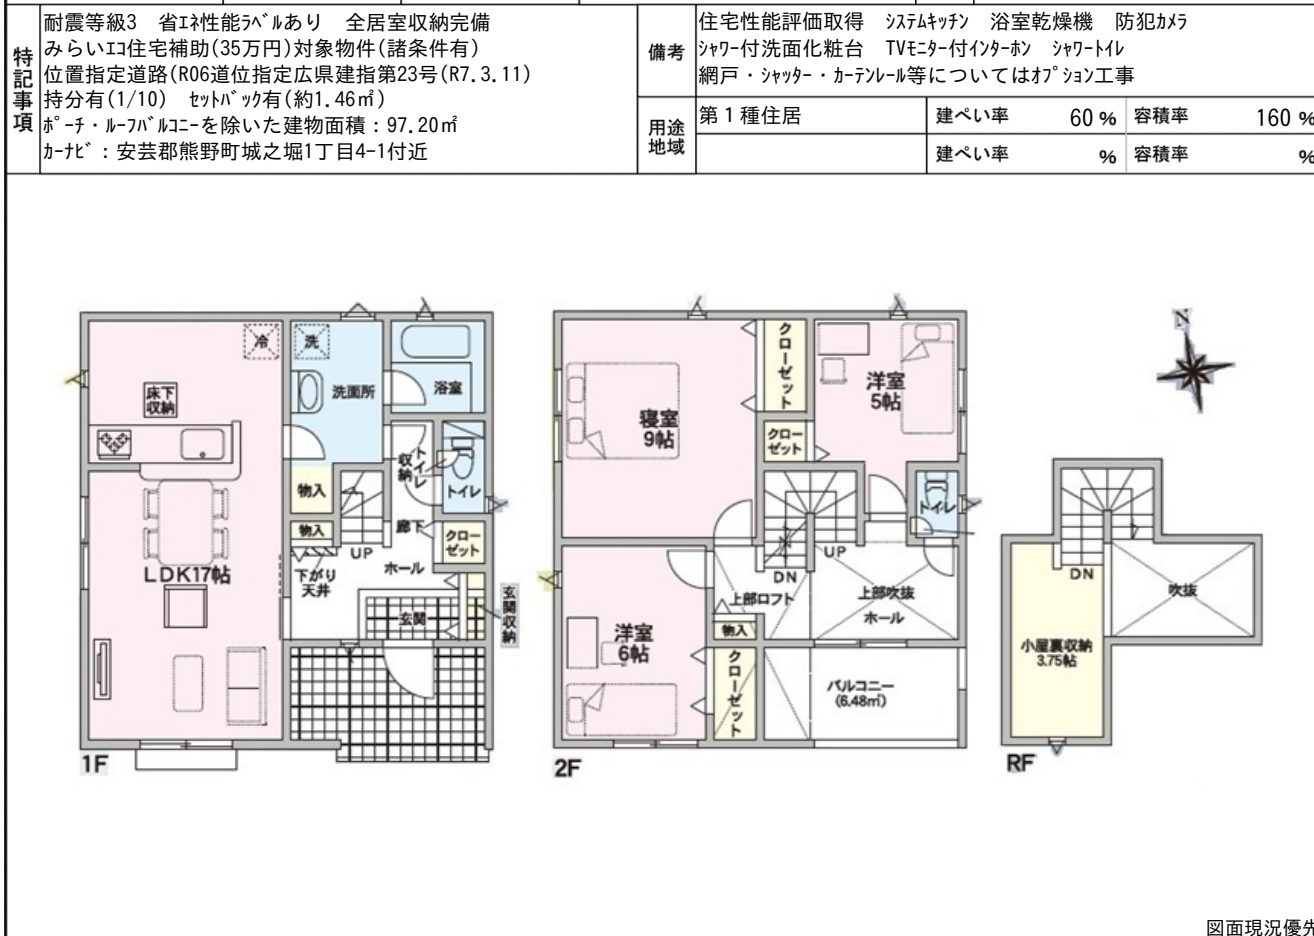 特記事項
耐震等級3　省ｴﾈ性能ﾗﾍﾞﾙあり　全居室収納完備
みらいｴｺ住宅補助(35万円)対象物件(諸条件有)
位置指定道路(R06道位指定広県建指第23号(R7.3.11)
持分有(1/10)　ｾｯﾄﾊﾞｯｸ有(約1.46㎡)
ﾎﾟｰﾁ・ﾙｰﾌﾊﾞﾙｺﾆｰを除いた建物面積：97.20㎡
ｶｰﾅﾋﾞ：安芸郡熊野町城之堀1丁目4-1付近
備考
住宅性能評価取得　ｼｽﾃﾑｷｯﾁﾝ　浴室乾燥機　防犯ｶﾒﾗ
ｼｬﾜｰ付洗面化粧台　TVﾓﾆﾀｰ付ｲﾝﾀｰﾎﾝ　ｼｬﾜｰﾄｲﾚ
網戸・ｼｬｯﾀｰ・ｶｰﾃﾝﾚｰﾙ等についてはｵﾌﾟｼｮﾝ工事
用途地域
第１種住居　建ぺい率　60 %　容積率　160 %
建ぺい率　%　容積率　%
冷
洗
洗面所
浴室
床下収納
トイレ収納
トイレ
物入
物入
廊下
クローゼット
UP
下がり天井
ホール
LDK17帖
玄関
玄関収納
1F
クローゼット
洋室
5帖
寝室
9帖
クローゼット
トイレ
UP
DN
上部ロフト
上部吹抜
ホール
物入
洋室
6帖
クローゼット
バルコニー
(6.48㎡)
2F
N
DN
吹抜
小屋裏収納
3.75帖
RF
図面現況優先